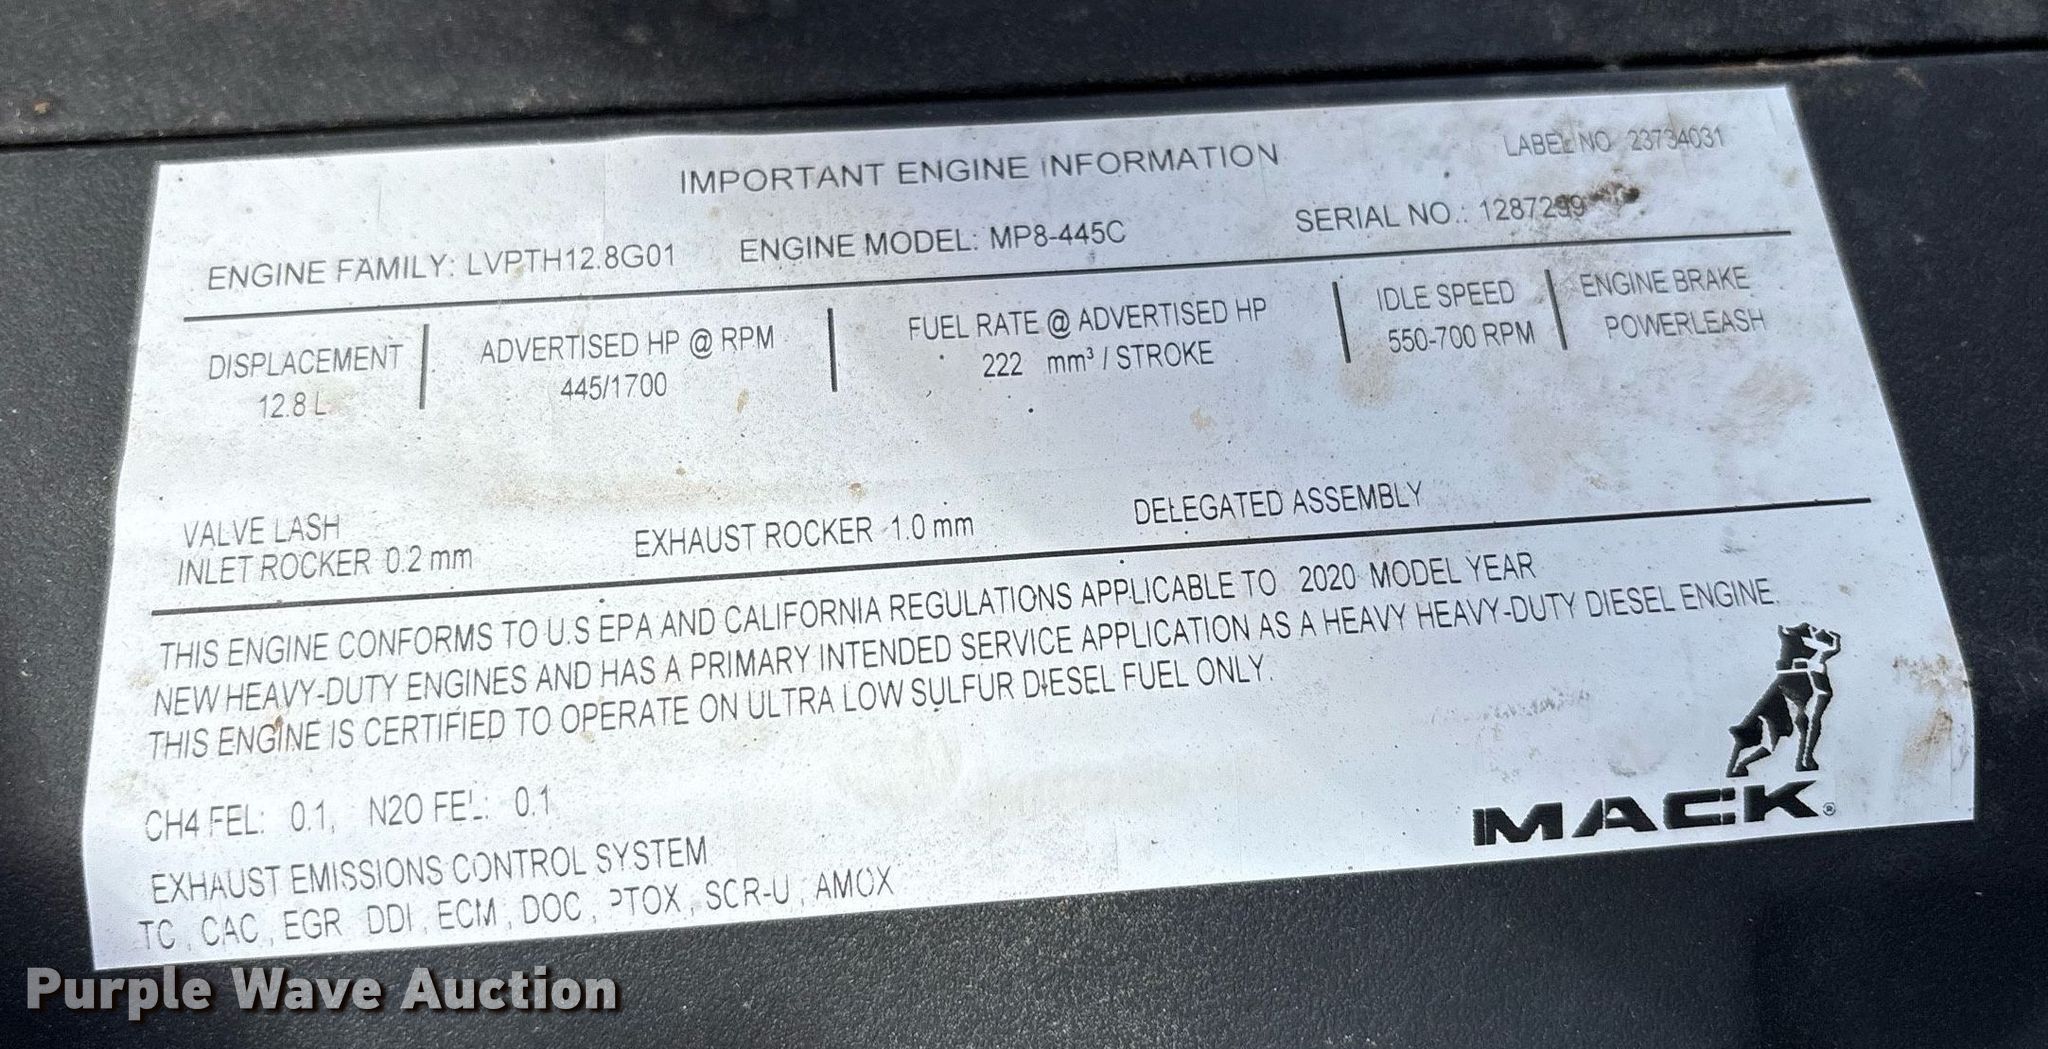 IMPORTANT ENGINE INFORMATION
LABEL NO 23734031
ENGINE FAMILY: LVPTH12.8G01 ENGINE MODEL: MP8-445C SERIAL NO.:
DISPLACEMENT
12.8 L
ADVERTISED HP @ RPM
445/1700
FUEL RATE @ ADVERTISED HP
222 mm³ / STROKE
IDLE SPEED
550-700 RPM
ENGINE BRAKE
POWERLEASH
VALVE LASH
INLET ROCKER 0.2 mm EXHAUST ROCKER 1.0 mm DELEGATED ASSEMBLY
THIS ENGINE CONFORMS TO U.S EPA AND CALIFORNIA REGULATIONS APPLICABLE TO 2020 MODEL YEAR
NEW HEAVY-DUTY ENGINES AND HAS A PRIMARY INTENDED SERVICE APPLICATION AS A HEAVY HEAVY-DUTY DIESEL ENGINE.
THIS ENGINE IS CERTIFIED TO OPERATE ON ULTRA LOW SULFUR DIESEL FUEL ONLY.
CH4 FEL: 0.1, N2O FEL: 0.1
EXHAUST EMISSIONS CONTROL SYSTEM
TC , CAC , EGR DDI , ECM , DOC , PTOX , SCR-U , AMOX
MACK®
Purple Wave Auction